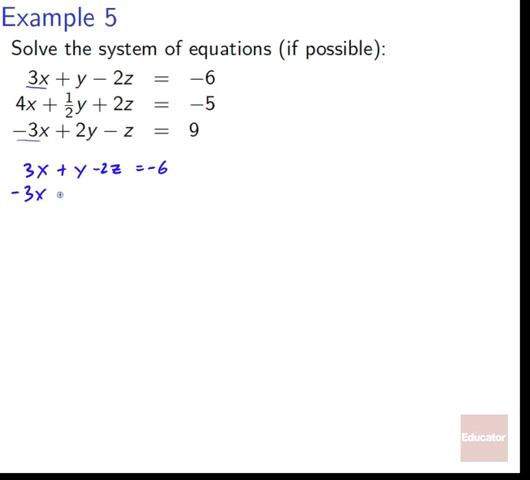 Example 5
Solve the system of equations (if possible):
3x + y − 2z = −6
4x + ½y + 2z = −5
−3x + 2y − z = 9
3x + y - 2z = -6
-3x
Educator